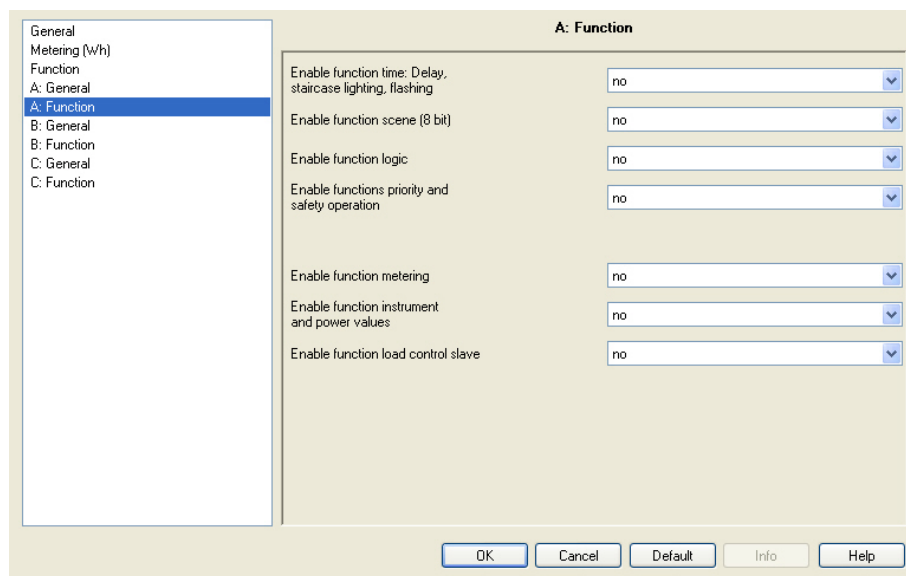 General
Metering (Wh)
Function
A: General
A: Function
B: General
B: Function
C: General
C: Function
A: Function
Enable function time: Delay,
staircase lighting, flashing
no
Enable function scene (8 bit)
no
Enable function logic
no
Enable functions priority and
safety operation
no
Enable function metering
no
Enable function instrument
and power values
no
Enable function load control slave
no
OK
Cancel
Default
Info
Help